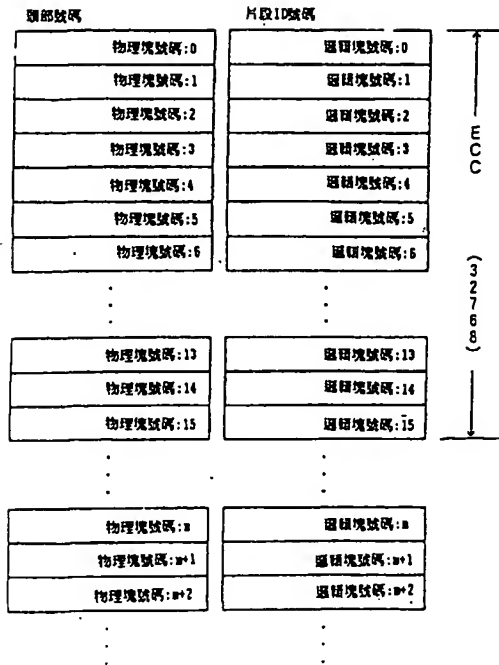 頭部號碼 片段ID號碼
物理塊號碼:0 邏輯塊號碼:0
物理塊號碼:1 邏輯塊號碼:1
物理塊號碼:2 邏輯塊號碼:2
物理塊號碼:3 邏輯塊號碼:3
物理塊號碼:4 邏輯塊號碼:4
物理塊號碼:5 邏輯塊號碼:5
物理塊號碼:6 邏輯塊號碼:6
ECC
(32768)
物理塊號碼:13 邏輯塊號碼:13
物理塊號碼:14 邏輯塊號碼:14
物理塊號碼:15 邏輯塊號碼:15
物理塊號碼:m 邏輯塊號碼:m
物理塊號碼:m+1 邏輯塊號碼:m+1
物理塊號碼:m+2 邏輯塊號碼:m+2